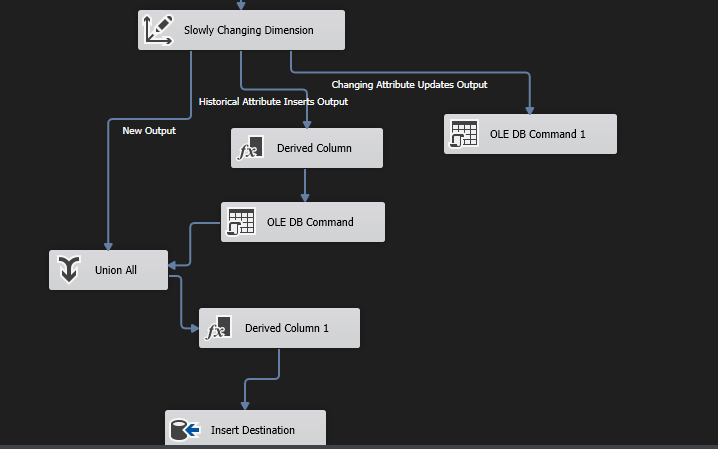 Slowly Changing Dimension
Changing Attribute Updates Output
Historical Attribute Inserts Output
New Output
OLE DB Command 1
Derived Column
OLE DB Command
Union All
Derived Column 1
Insert Destination